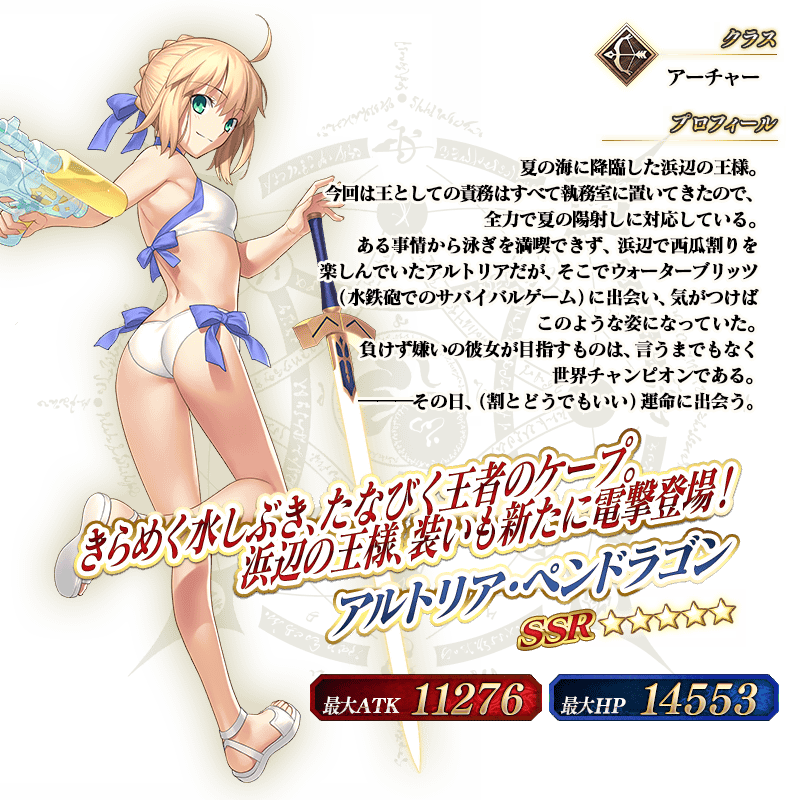 クラス
アーチャー
プロフィール
夏の海に降臨した浜辺の王様。
今回は王としての責務はすべて執務室に置いてきたので、
全力で夏の陽射しに対応している。
ある事情から泳ぎを満喫できず、浜辺で西瓜割りを
楽しんでいたアルトリアだが、そこでウォーターブリッツ
(水鉄砲でのサバイバルゲーム)に出会い、気がつけば
このような姿になっていた。
負けず嫌いの彼女が目指すものは、言うまでもなく
世界チャンピオンである。
―――その日、(割とどうでもいい)運命に出会う。
きらめく水しぶき、たなびく王者のケープ。
浜辺の王様、装いも新たに電撃登場!
アルトリア・ペンドラゴン
SSR ☆☆☆☆☆
最大ATK 11276
最大HP 14553